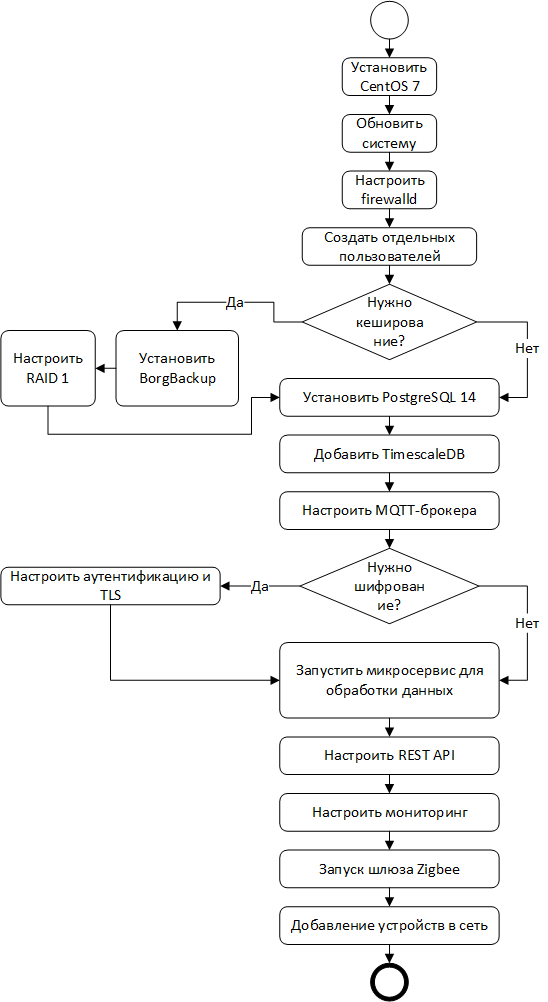 Установить
CentOS 7
Обновить
систему
Настроить
firewalld
Создать отдельных
пользователей
Нужно
кеширова
ние?
Да
Нет
Настроить
RAID 1
Установить
BorgBackup
Установить PostgreSQL 14
Добавить TimescaleDB
Настроить MQTT-брокера
Нужно
шифрован
ие?
Да
Нет
Настроить аутентификацию и
TLS
Запустить микросервис для
обработки данных
Настроить REST API
Настроить мониторинг
Запуск шлюза Zigbee
Добавление устройств в сеть